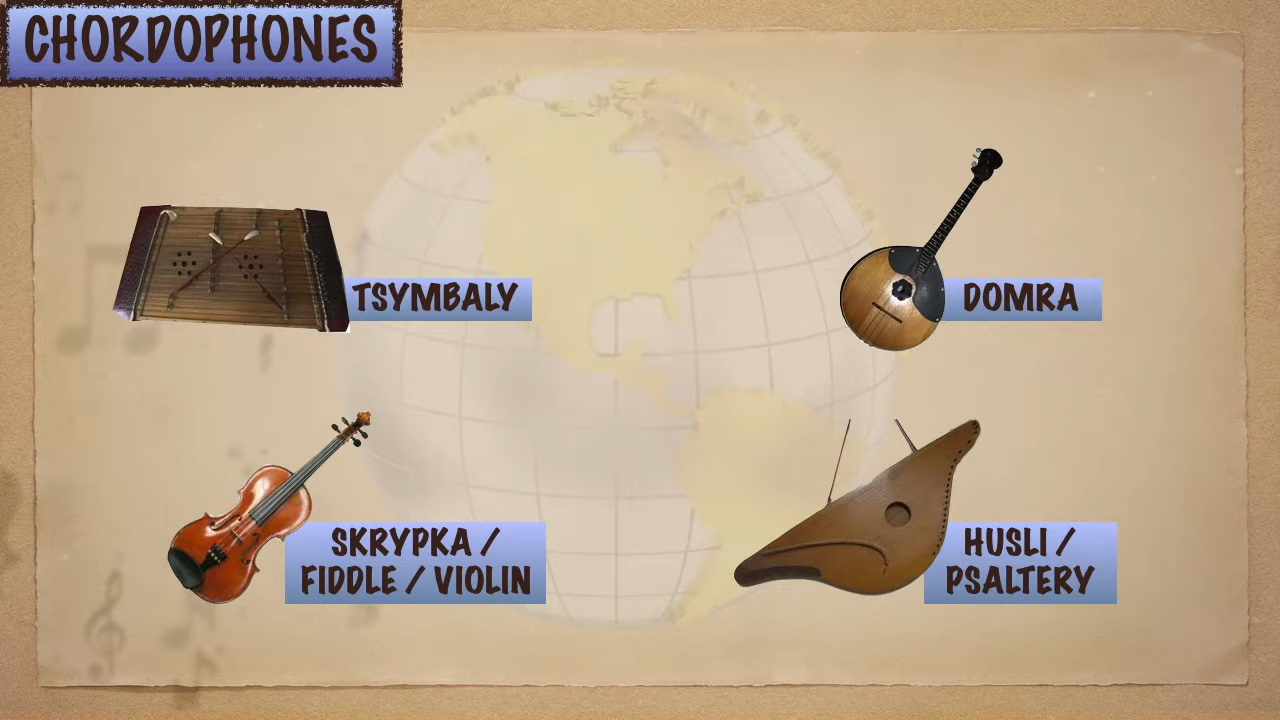 CHORDOPHONES
TSYMBALY
DOMRA
SKRYPKA /
FIDDLE / VIOLIN
HUSLI /
PSALTERY